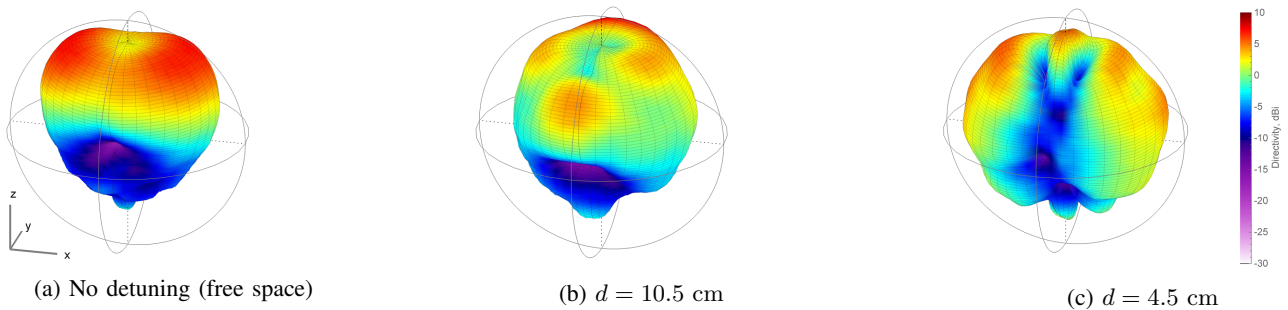 10
5
0
-5
-10
-15
-20
-25
-30
Directivity, dBi
z
y
x
(a) No detuning (free space)
(b) d = 10.5 cm
(c) d = 4.5 cm